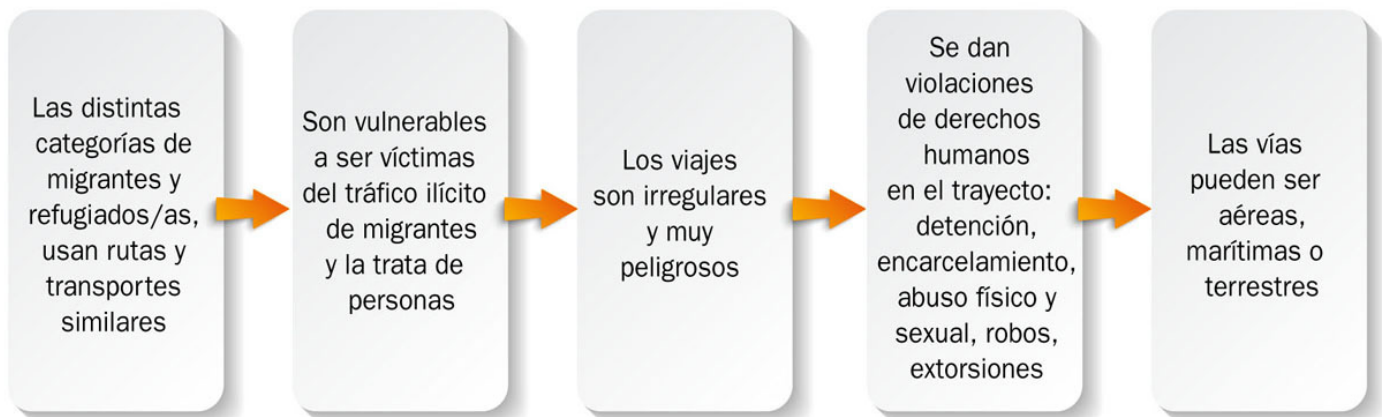 Las distintas
categorías de
migrantes y
refugiados/as,
usan rutas y
transportes
similares
Son vulnerables
a ser víctimas
del tráfico ilícito
de migrantes
y la trata de
personas
Los viajes
son irregulares
y muy
peligrosos
Se dan
violaciones
de derechos
humanos
en el trayecto:
detención,
encarcelamiento,
abuso físico y
sexual, robos,
extorsiones
Las vías
pueden ser
aéreas,
marítimas o
terrestres